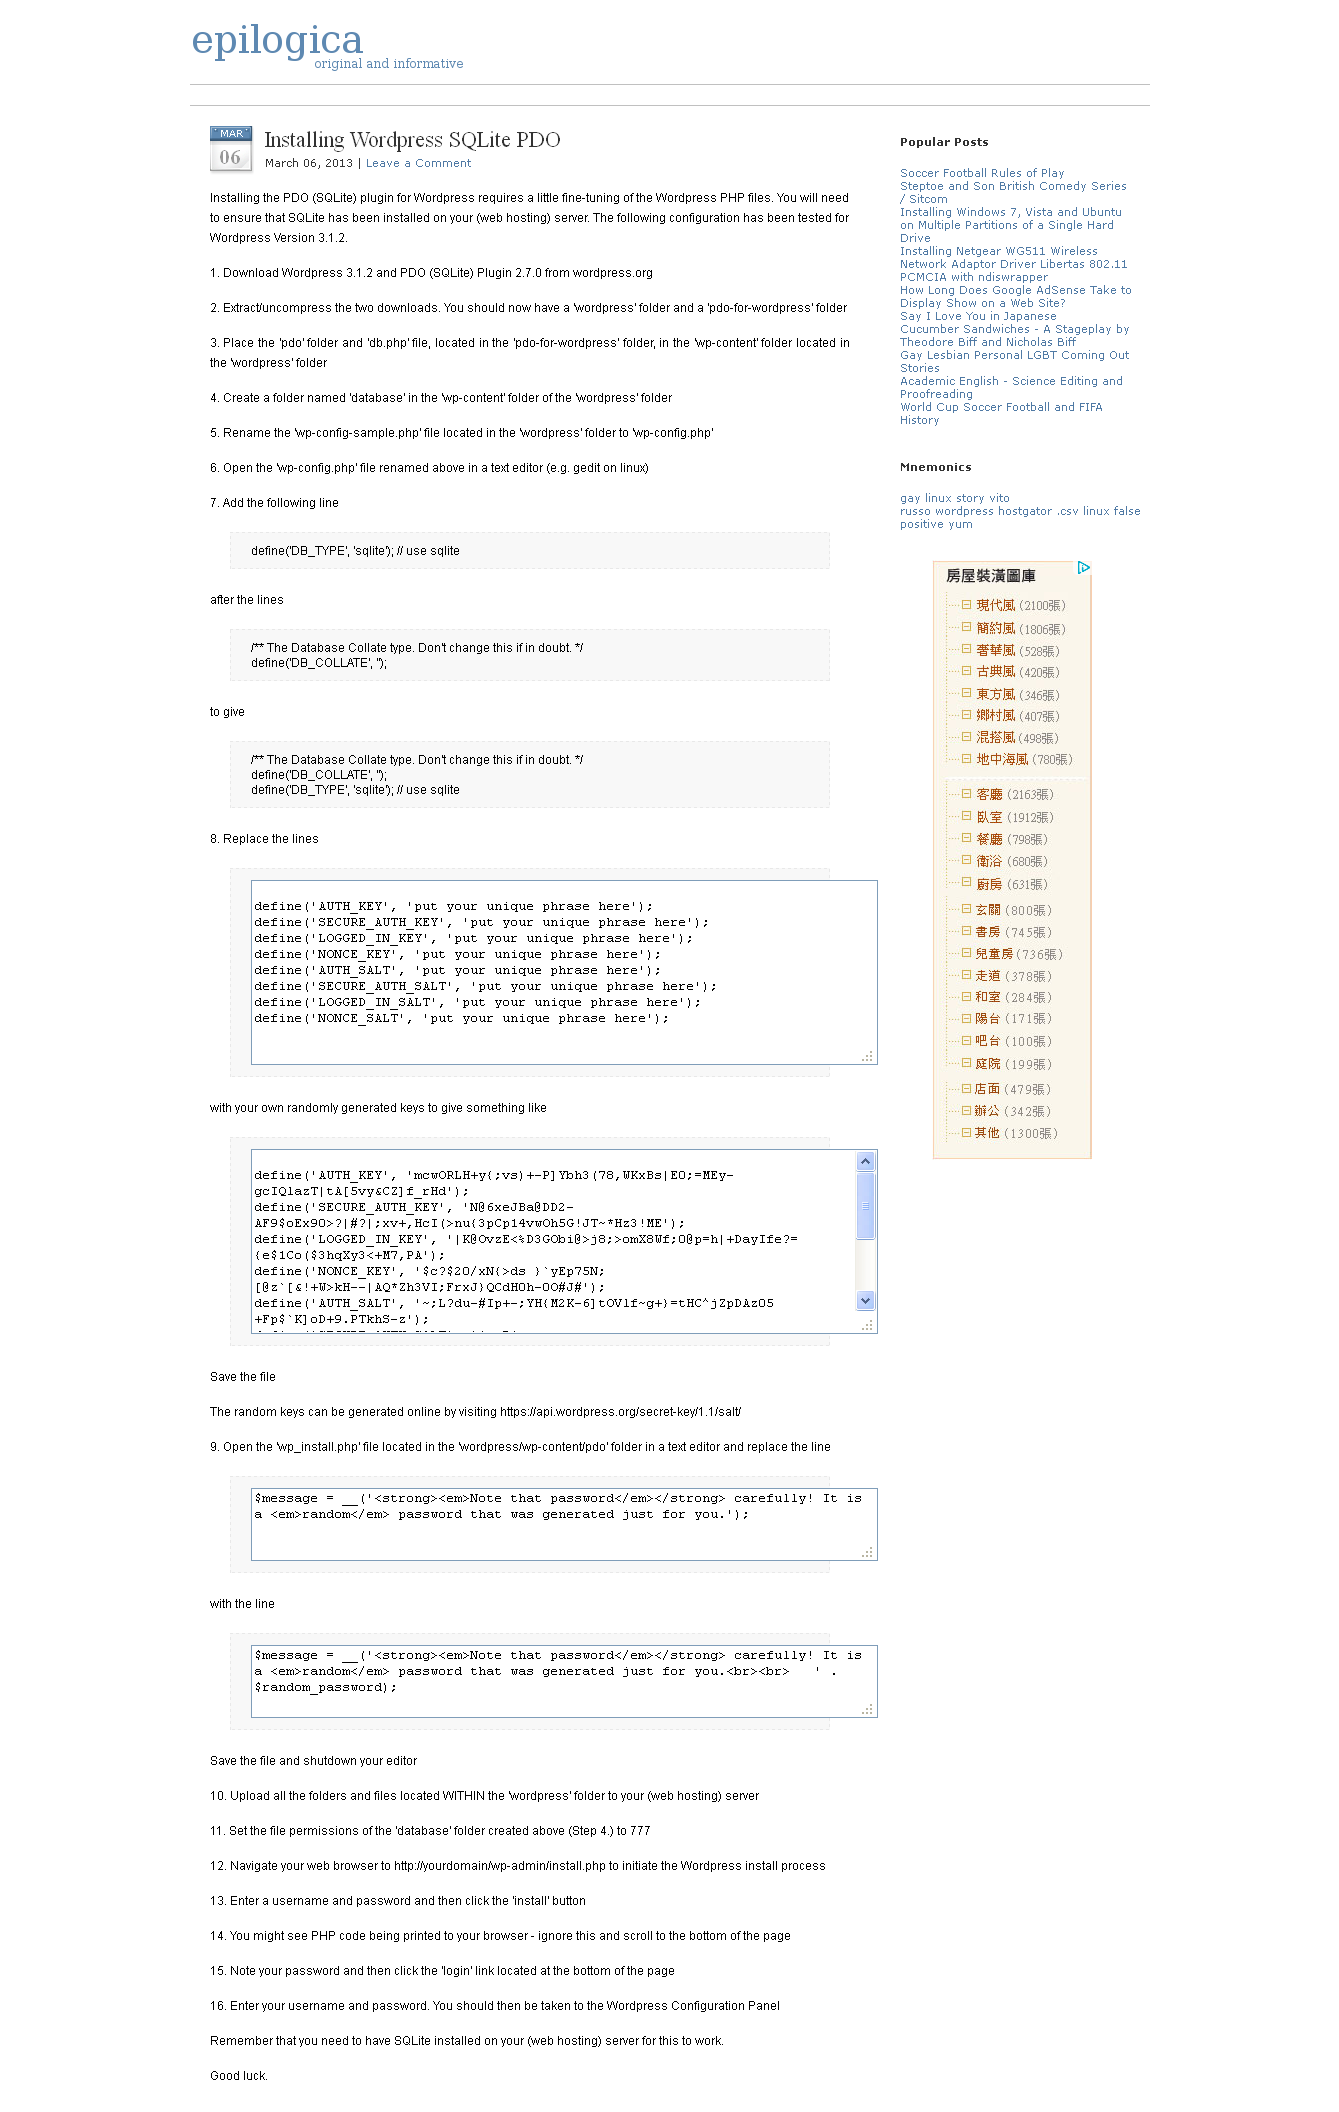 epilogica
original and informative
MAR
06
Installing Wordpress SQLite PDO
March 06, 2013 | Leave a Comment
Installing the PDO (SQLite) plugin for Wordpress requires a little fine-tuning of the Wordpress PHP files. You will need
to ensure that SQLite has been installed on your (web hosting) server. The following configuration has been tested for
Wordpress Version 3.1.2.
1. Download Wordpress 3.1.2 and PDO (SQLite) Plugin 2.7.0 from wordpress.org
2. Extract/uncompress the two downloads. You should now have a 'wordpress' folder and a 'pdo-for-wordpress' folder
3. Place the 'pdo' folder and 'db.php' file, located in the 'pdo-for-wordpress' folder, in the 'wp-content' folder located in
the 'wordpress' folder
4. Create a folder named 'database' in the 'wp-content' folder of the 'wordpress' folder
5. Rename the 'wp-config-sample.php' file located in the 'wordpress' folder to 'wp-config.php'
6. Open the 'wp-config.php' file renamed above in a text editor (e.g. gedit on linux)
7. Add the following line
define('DB_TYPE', 'sqlite'); // use sqlite
after the lines
/** The Database Collate type. Don't change this if in doubt. */
define('DB_COLLATE', '');
to give
/** The Database Collate type. Don't change this if in doubt. */
define('DB_COLLATE', '');
define('DB_TYPE', 'sqlite'); // use sqlite
8. Replace the lines
define('AUTH_KEY', 'put your unique phrase here');
define('SECURE_AUTH_KEY', 'put your unique phrase here');
define('LOGGED_IN_KEY', 'put your unique phrase here');
define('NONCE_KEY', 'put your unique phrase here');
define('AUTH_SALT', 'put your unique phrase here');
define('SECURE_AUTH_SALT', 'put your unique phrase here');
define('LOGGED_IN_SALT', 'put your unique phrase here');
define('NONCE_SALT', 'put your unique phrase here');
with your own randomly generated keys to give something like
define('AUTH_KEY', 'mcwORLH+y{;vs)+-P]Ybh3(78,WKxBs|E0;=MEy-
gcIQlazT|tA[5vy&CZ]f_rHd');
define('SECURE_AUTH_KEY', 'N@6xeJBa@DD2-
AF9$oEx9O>?|#?|;xv+,HcI(>nu{3pCp14vwOh5G!JT~*Hz3!ME');
define('LOGGED_IN_KEY', '|K@OvzE<%D3GObi@>j8;>omX8Wf;O@p=h|+DayIfe?=
{e$1Co($3hqXy3<+M7,PA');
define('NONCE_KEY', '$c?$2O/xN{>ds }`yEp75N;
[@z`[&!+W>kH--|AQ*Zh3VI;FrxJ}QCdH0h-0O#J#');
define('AUTH_SALT', '~;L?du-#Ip+-;YH{M2K-6]tOVlf~g+}=tHC^jZpDAzO5
+Fp$`K]oD+9.PTkhS-z');
Save the file
The random keys can be generated online by visiting https://api.wordpress.org/secret-key/1.1/salt/
9. Open the 'wp_install.php' file located in the 'wordpress/wp-content/pdo' folder in a text editor and replace the line
$message = __('<strong><em>Note that password</em></strong> carefully! It is
a <em>random</em> password that was generated just for you.');
with the line
$message = __('<strong><em>Note that password</em></strong> carefully! It is
a <em>random</em> password that was generated just for you.<br><br>   ' .
$random_password);
Save the file and shutdown your editor
10. Upload all the folders and files located WITHIN the 'wordpress' folder to your (web hosting) server
11. Set the file permissions of the 'database' folder created above (Step 4.) to 777
12. Navigate your web browser to http://yourdomain/wp-admin/install.php to initiate the Wordpress install process
13. Enter a username and password and then click the 'install' button
14. You might see PHP code being printed to your browser - ignore this and scroll to the bottom of the page
15. Note your password and then click the 'login' link located at the bottom of the page
16. Enter your username and password. You should then be taken to the Wordpress Configuration Panel
Remember that you need to have SQLite installed on your (web hosting) server for this to work.
Good luck.
Popular Posts
Soccer Football Rules of Play
Steptoe and Son British Comedy Series
/ Sitcom
Installing Windows 7, Vista and Ubuntu
on Multiple Partitions of a Single Hard
Drive
Installing Netgear WG511 Wireless
Network Adaptor Driver Libertas 802.11
PCMCIA with ndiswrapper
How Long Does Google AdSense Take to
Display Show on a Web Site?
Say I Love You in Japanese
Cucumber Sandwiches - A Stageplay by
Theodore Biff and Nicholas Biff
Gay Lesbian Personal LGBT Coming Out
Stories
Academic English - Science Editing and
Proofreading
World Cup Soccer Football and FIFA
History
Mnemonics
gay linux story vito
russo wordpress hostgator .csv linux false
positive yum
房屋裝潢圖庫
現代風 (2100張)
簡約風 (1806張)
奢華風 (528張)
古典風 (420張)
東方風 (346張)
鄉村風 (407張)
混搭風 (498張)
地中海風 (780張)
客廳 (2163張)
臥室 (1912張)
餐廳 (798張)
衛浴 (680張)
廚房 (631張)
玄關 (800張)
書房 (745張)
兒童房 (736張)
走道 (378張)
和室 (284張)
陽台 (171張)
吧台 (100張)
庭院 (199張)
店面 (479張)
辦公 (342張)
其他 (1300張)